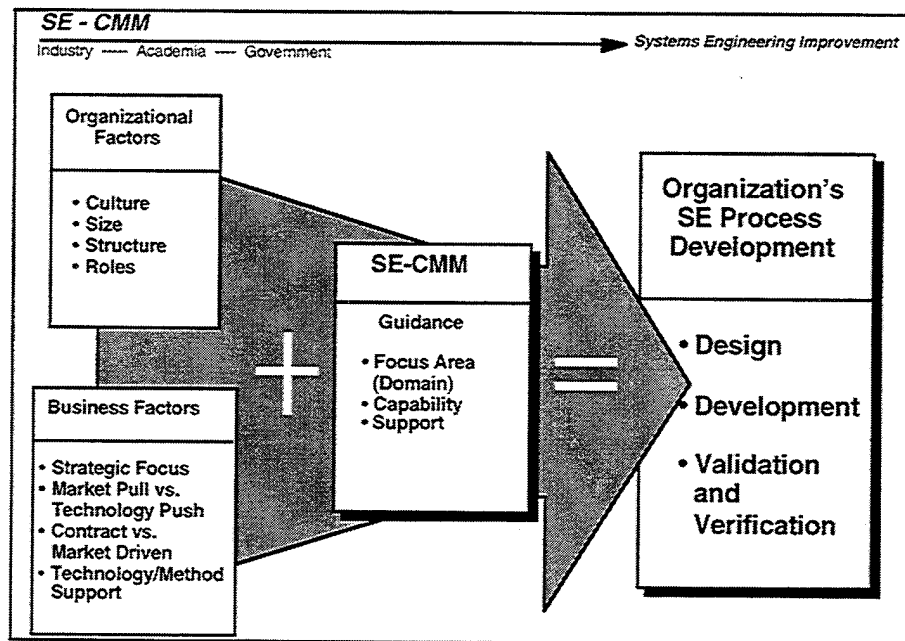 SE - CMM
Industry — Academia — Government
Systems Engineering Improvement
Organizational
Factors
• Culture
• Size
• Structure
• Roles
Business Factors
• Strategic Focus
• Market Pull vs.
Technology Push
• Contract vs.
Market Driven
• Technology/Method
Support
+
SE-CMM
Guidance
• Focus Area
(Domain)
• Capability
• Support
=
Organization's
SE Process
Development
• Design
• Development
• Validation
and
Verification